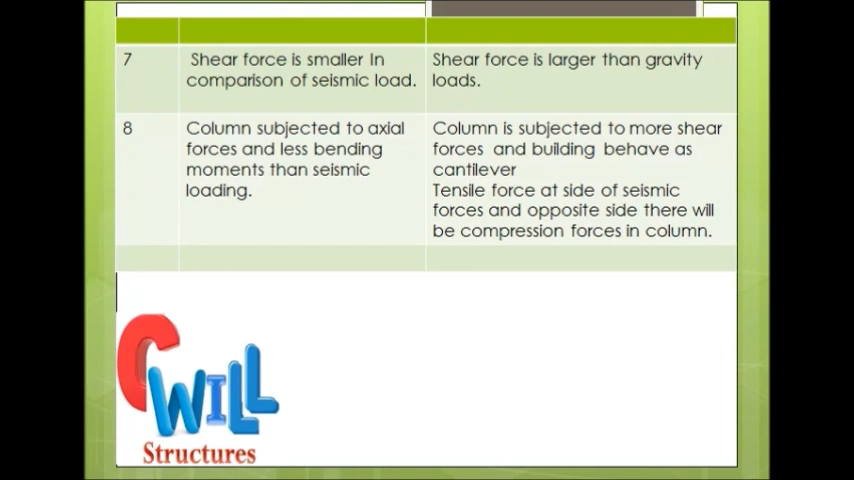 7
Shear force is smaller In
comparison of seismic load.
Shear force is larger than gravity
loads.
8
Column subjected to axial
forces and less bending
moments than seismic
loading.
Column is subjected to more shear
forces and building behave as
cantilever
Tensile force at side of seismic
forces and opposite side there will
be compression forces in column.
CWILL
Structures